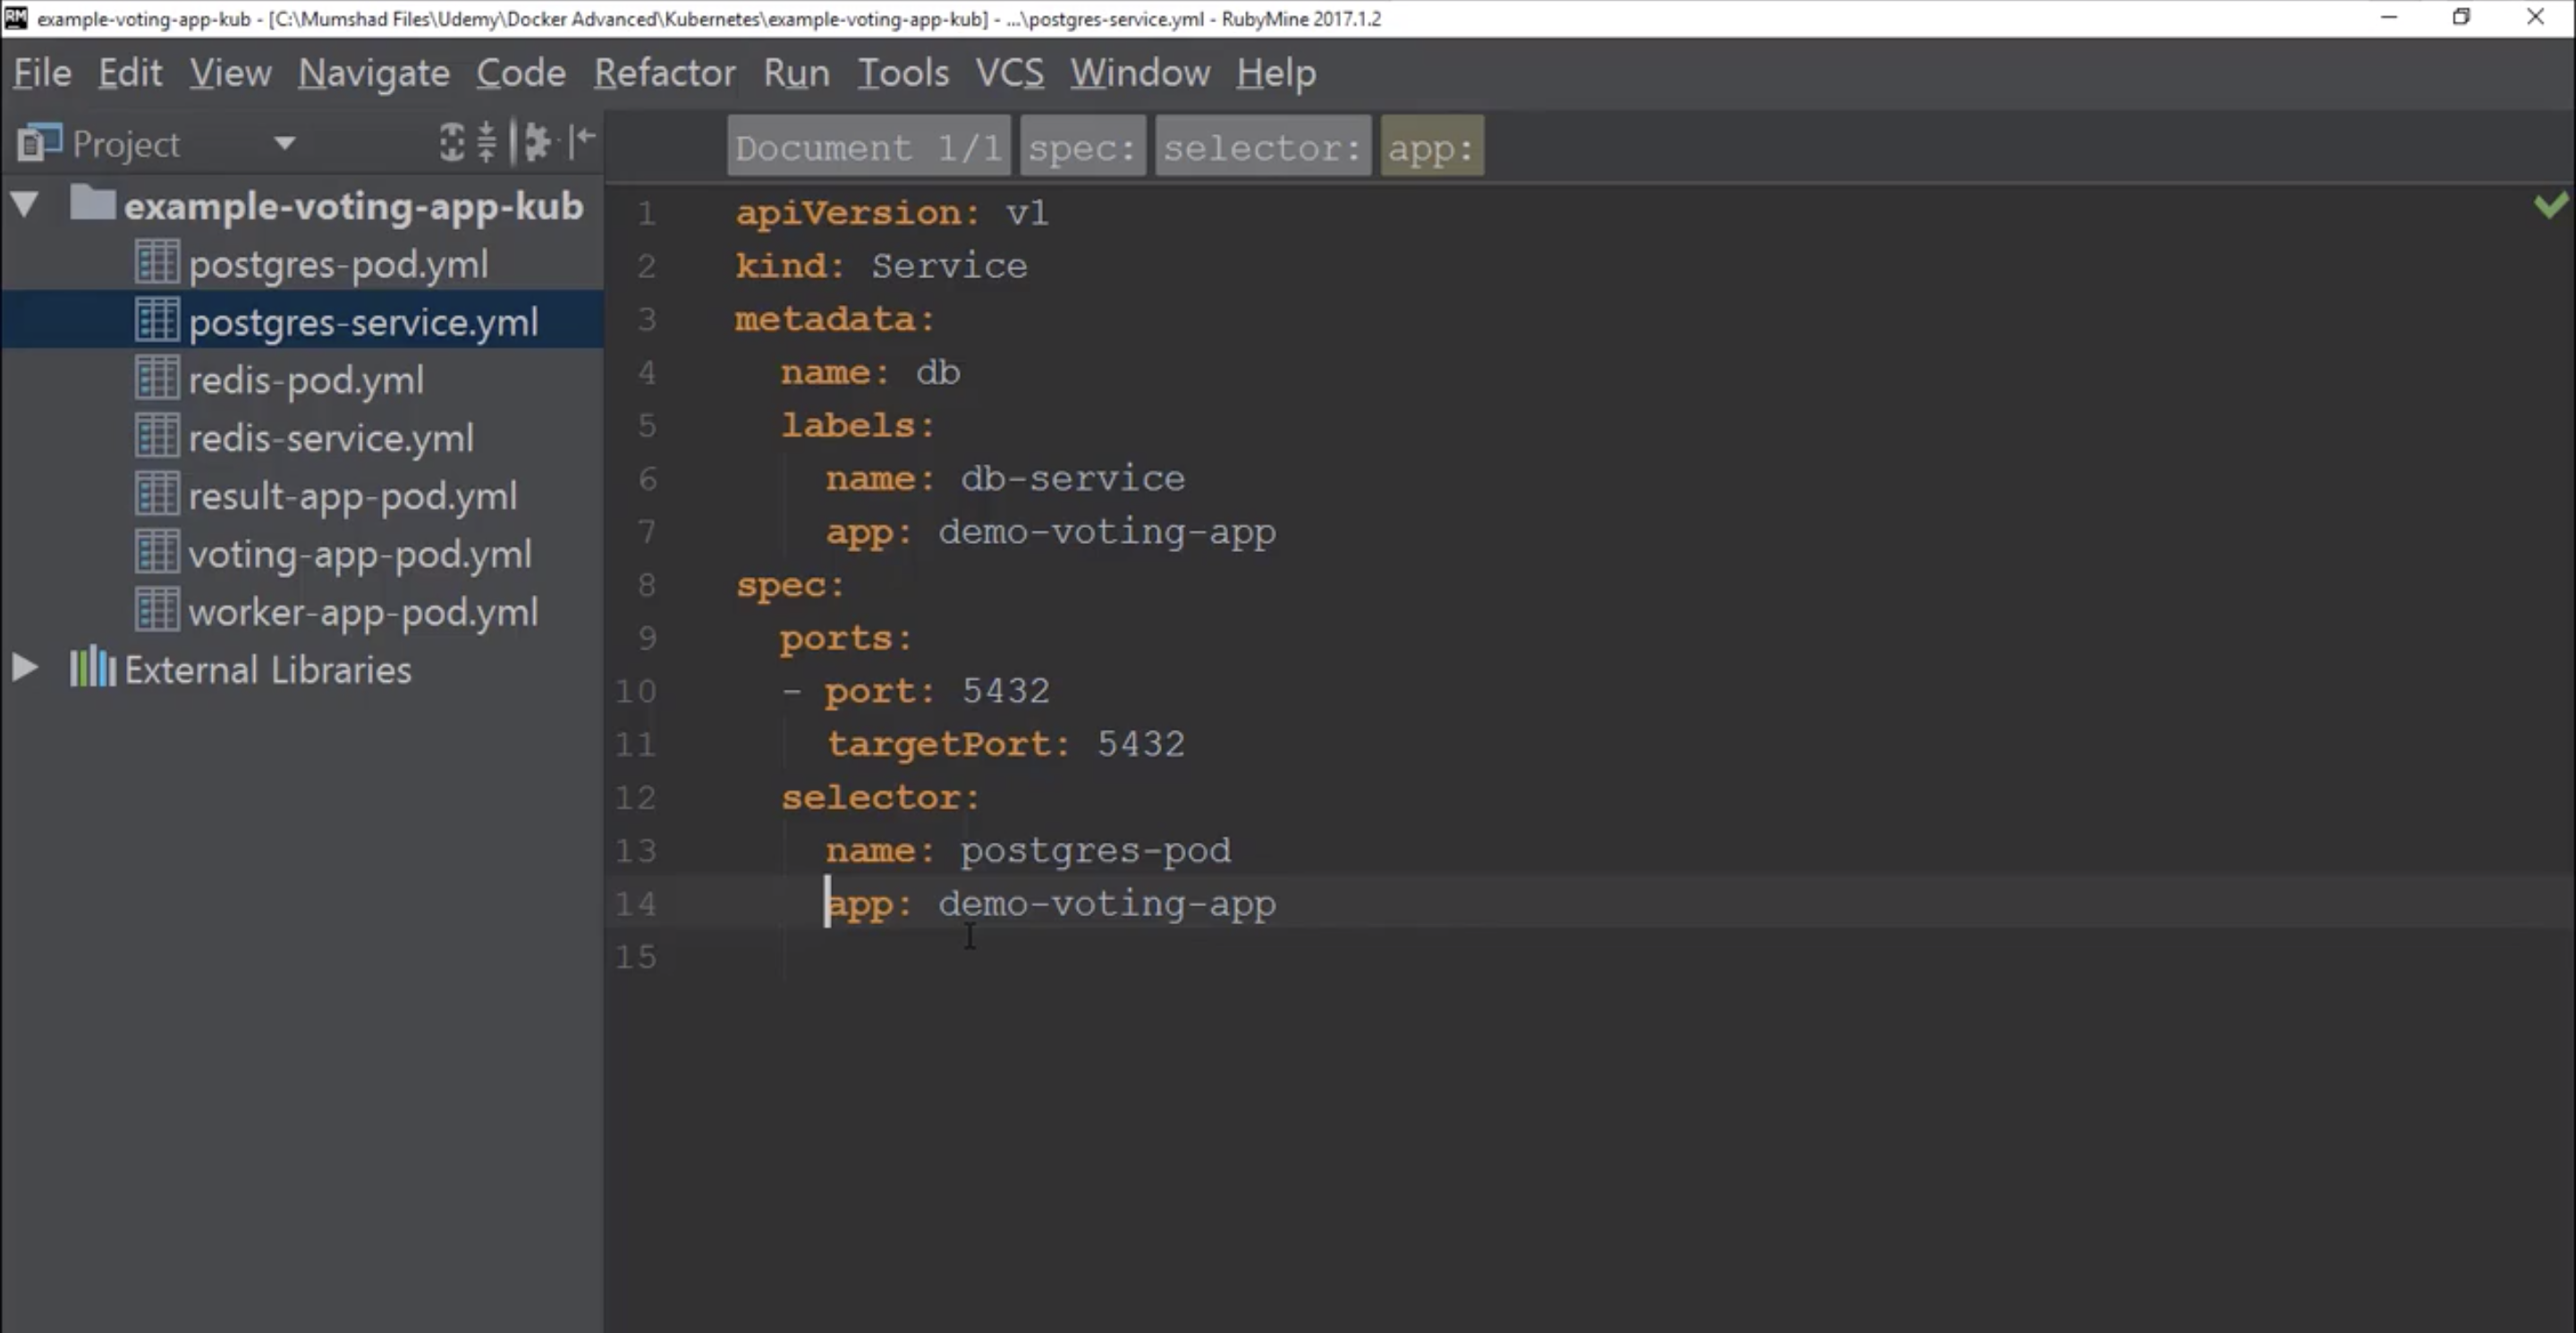 RM example-voting-app-kub - [C:\Mumshad Files\Udemy\Docker Advanced\Kubernetes\example-voting-app-kub] - ...\postgres-service.yml - RubyMine 2017.1.2
File Edit View Navigate Code Refactor Run Tools VCS Window Help
Project
Document 1/1 spec: selector: app:
example-voting-app-kub
postgres-pod.yml
postgres-service.yml
redis-pod.yml
redis-service.yml
result-app-pod.yml
voting-app-pod.yml
worker-app-pod.yml
External Libraries
1 apiVersion: v1
2 kind: Service
3 metadata:
4   name: db
5   labels:
6     name: db-service
7     app: demo-voting-app
8 spec:
9   ports:
10   - port: 5432
11     targetPort: 5432
12   selector:
13     name: postgres-pod
14     app: demo-voting-app
15